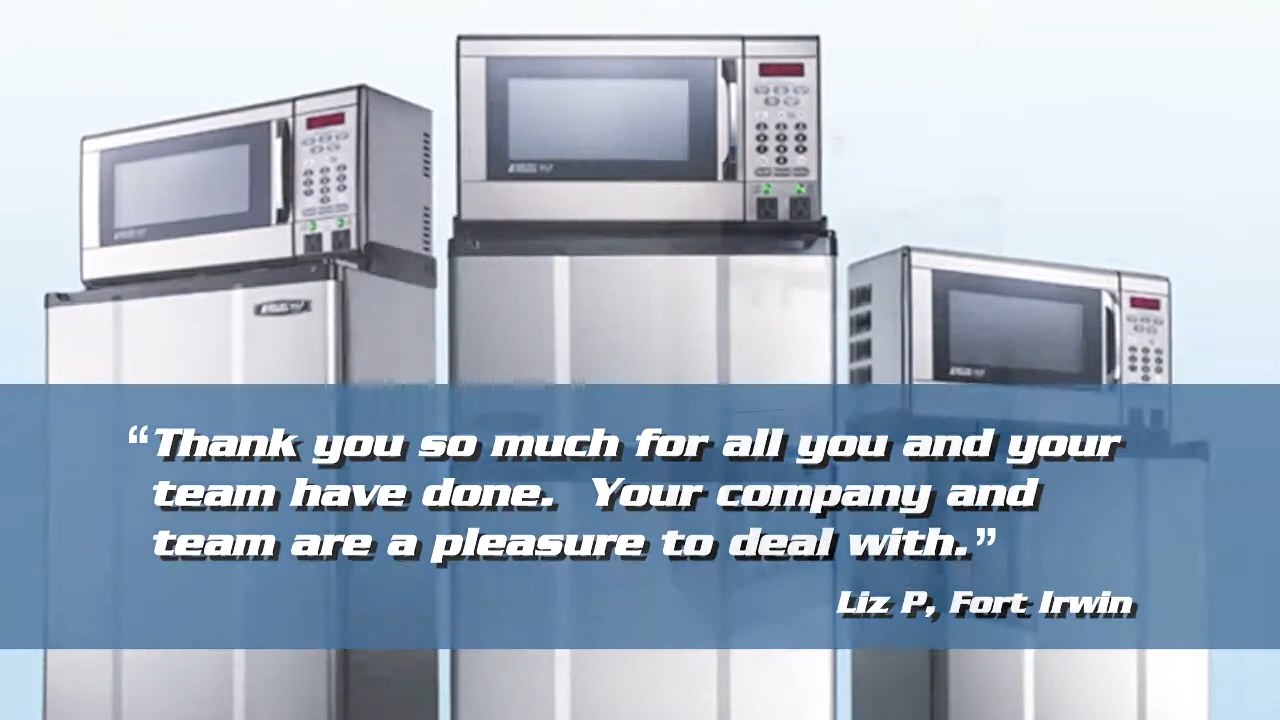 “Thank you so much for all you and your
team have done.  Your company and
team are a pleasure to deal with.”
Liz P, Fort Irwin